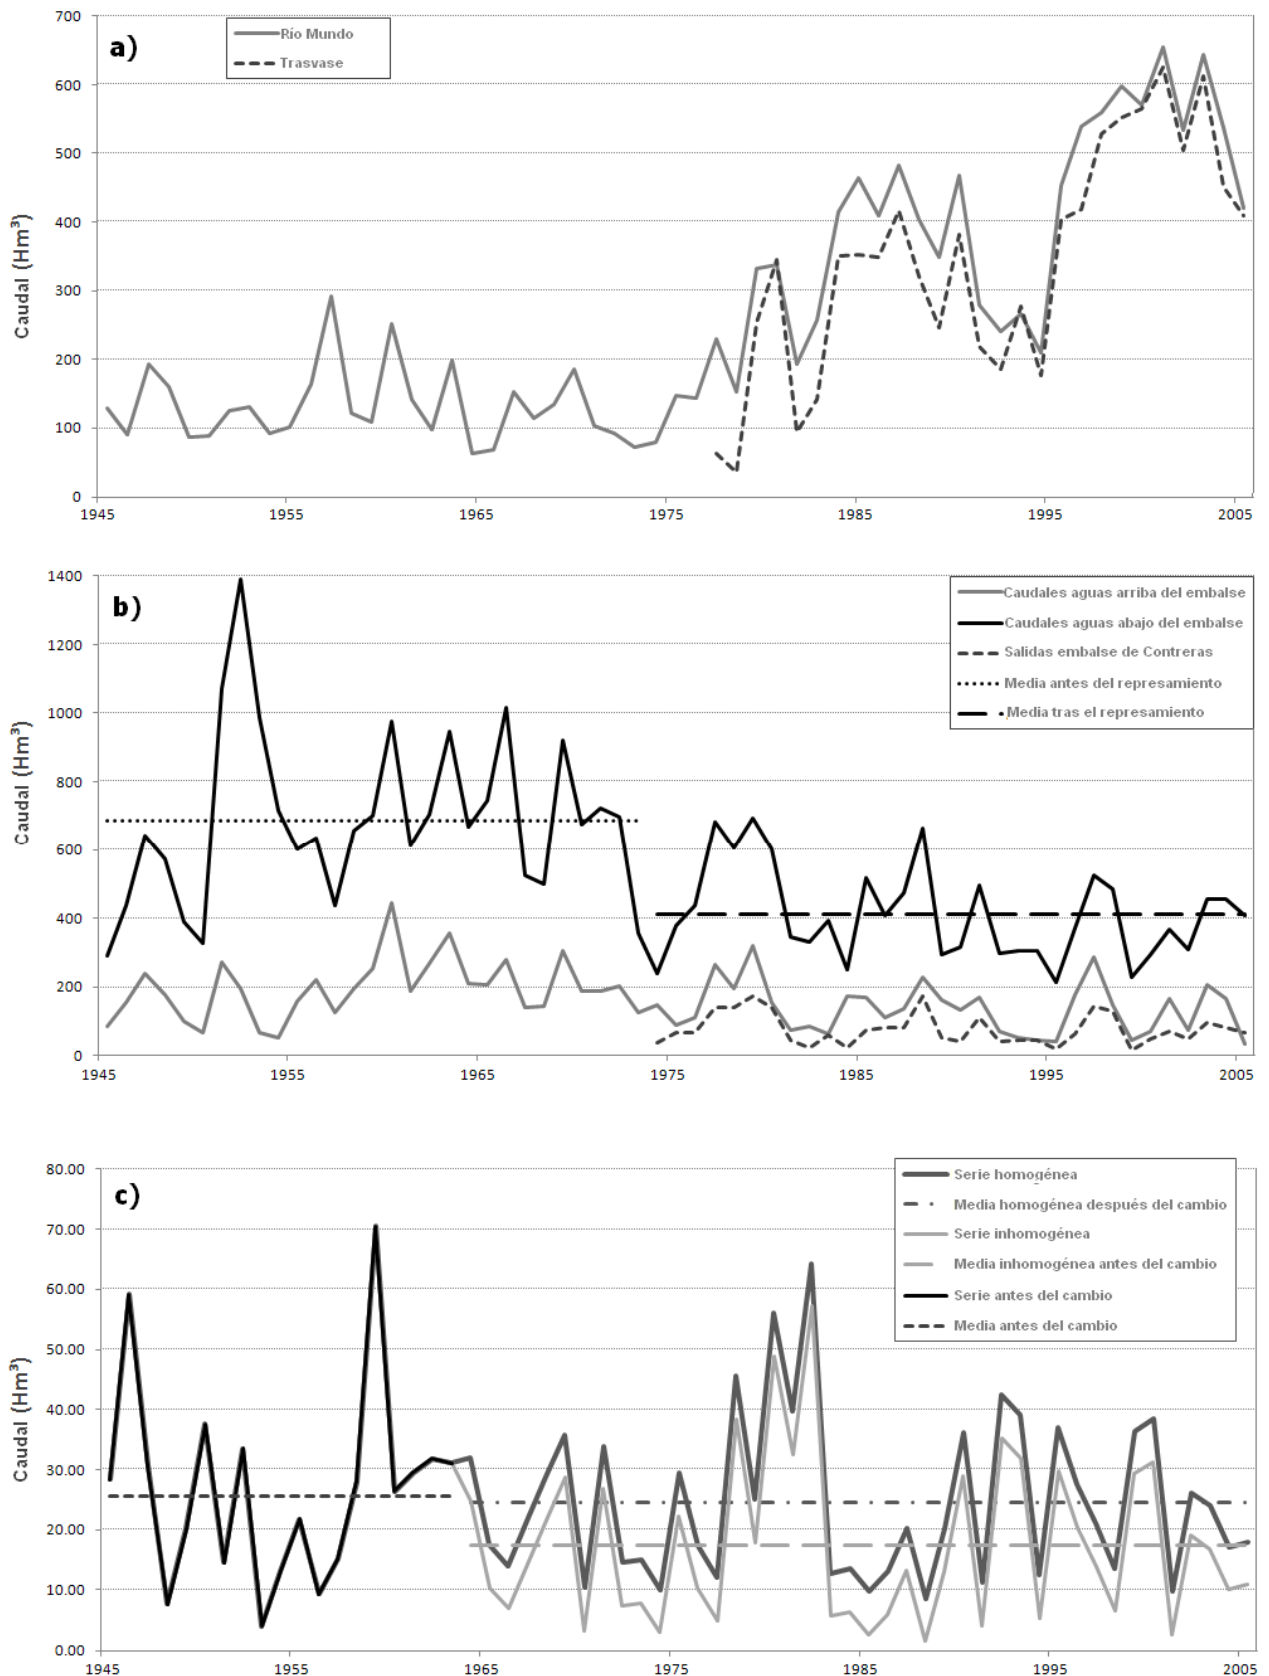 a)
Río Mundo
Trasvase
Caudal (Hm³)
700
600
500
400
300
200
100
0
1945 1955 1965 1975 1985 1995 2005
b)
Caudales aguas arriba del embalse
Caudales aguas abajo del embalse
Salidas embalse de Contreras
Media antes del represamiento
Media tras el represamiento
Caudal (Hm³)
1400
1200
1000
800
600
400
200
0
1945 1955 1965 1975 1985 1995 2005
c)
Serie homogénea
Media homogénea después del cambio
Serie inhomogénea
Media inhomogénea antes del cambio
Serie antes del cambio
Media antes del cambio
Caudal (Hm³)
80.00
70.00
60.00
50.00
40.00
30.00
20.00
10.00
0.00
1945 1955 1965 1975 1985 1995 2005